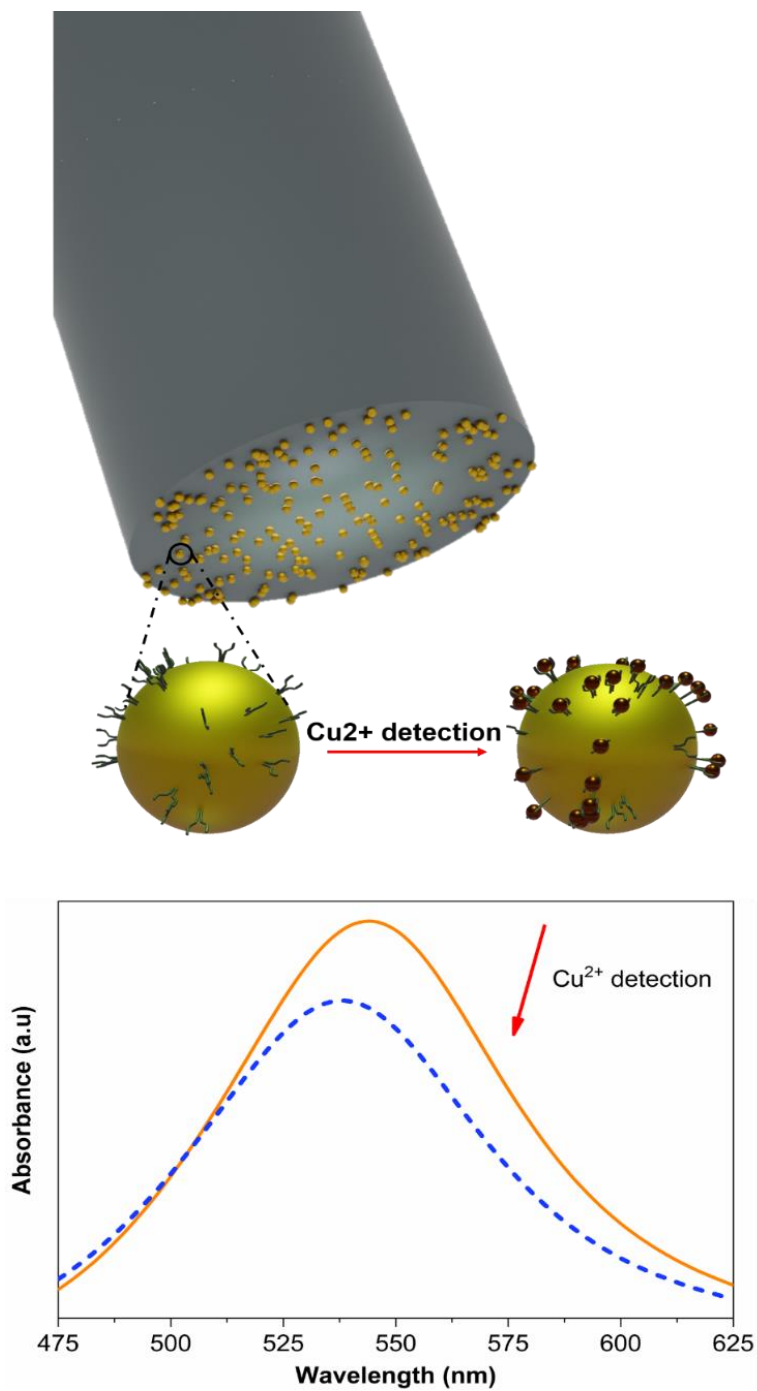 Cu2+ detection
Cu²⁺ detection
Absorbance (a.u)
475 500 525 550 575 600 625
Wavelength (nm)